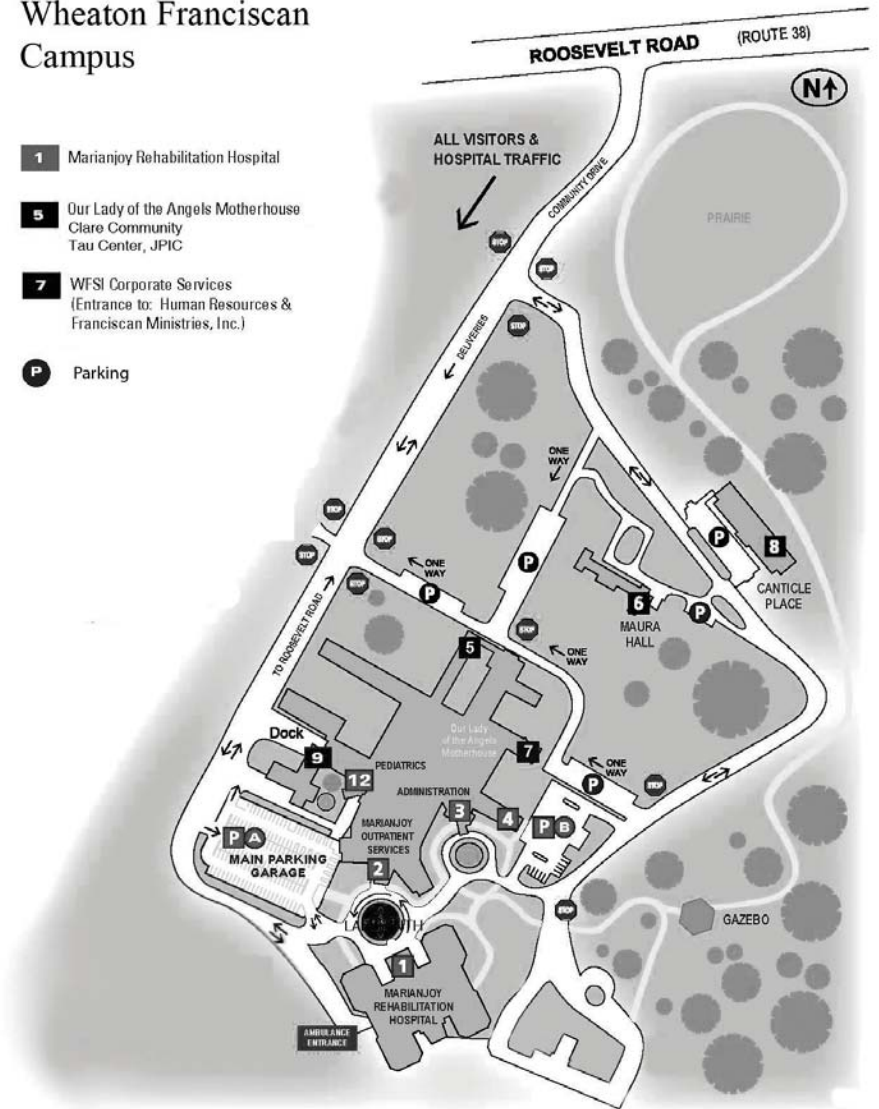 Wheaton Franciscan
Campus
ROOSEVELT ROAD (ROUTE 38)
N
1 Marianjoy Rehabilitation Hospital
5 Our Lady of the Angels Motherhouse
Clare Community
Tau Center, JPIC
7 WFSI Corporate Services
(Entrance to: Human Resources &
Franciscan Ministries, Inc.)
P Parking
ALL VISITORS &
HOSPITAL TRAFFIC
COMMUNITY DRIVE
PRAIRIE
STOP
STOP
STOP
DELIVERIES
ONE
WAY
STOP
STOP
STOP
STOP
ONE
WAY
P
P
P
8
CANTICLE
PLACE
6
MAURA
HALL
P
TO ROOSEVELT ROAD
STOP
5
ONE
WAY
Our Lady
of the Angels
Motherhouse
7
Dock
9
12
PEDIATRICS
ONE
WAY
P
STOP
ADMINISTRATION
3
4
P B
MARIANJOY
OUTPATIENT
SERVICES
2
P A
MAIN PARKING
GARAGE
STOP
GAZEBO
1
MARIANJOY
REHABILITATION
HOSPITAL
AMBULANCE
ENTRANCE